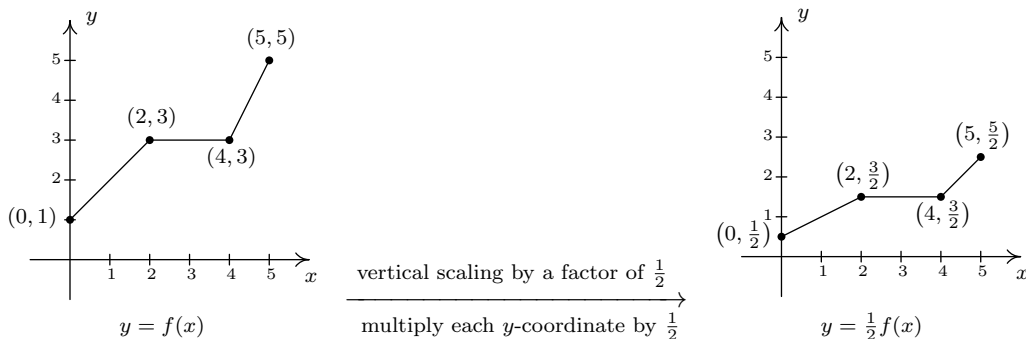 y
(5, 5)
5
4
(2, 3)
3
(4, 3)
2
(0, 1)
1 2 3 4 5
x
y = f(x)
vertical scaling by a factor of 1/2
multiply each y-coordinate by 1/2
y
5
4
3
(5, 5/2)
2
(2, 3/2)
(4, 3/2)
1
(0, 1/2)
1 2 3 4 5
x
y = 1/2 f(x)